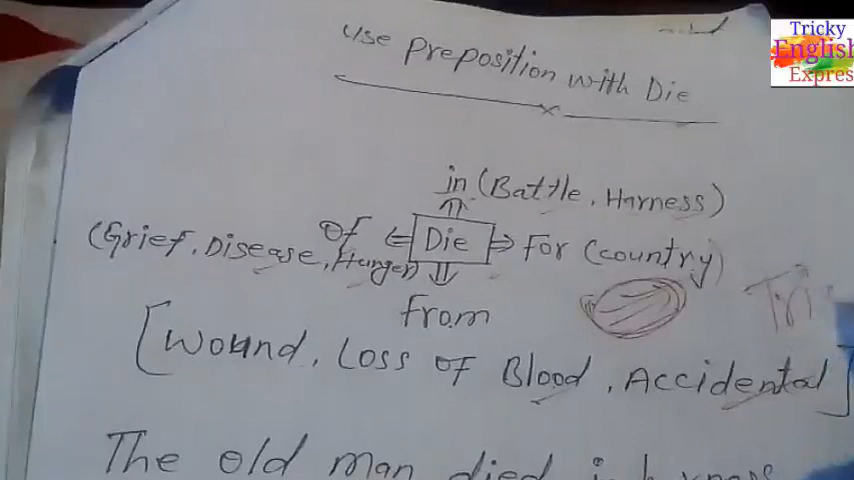 Tricky
English
Express
Use preposition with Die
in (Battle, Harness)
(Grief, Disease, Hunger) of Die For (country)
from
[Wound, Loss of Blood, Accidental]
The old man died in